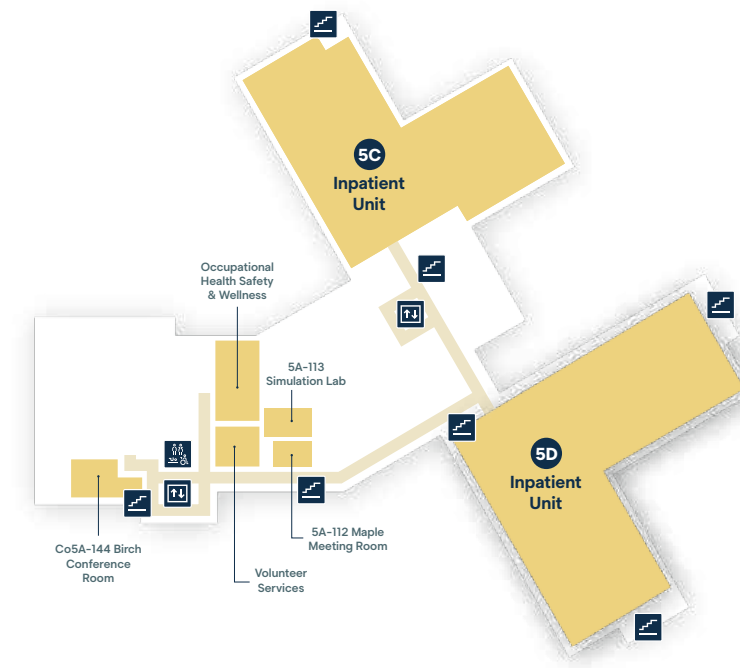 5C
Inpatient
Unit
Occupational
Health Safety
& Wellness
5A-113
Simulation Lab
5D
Inpatient
Unit
5A-112 Maple
Meeting Room
Co5A-144 Birch
Conference
Room
Volunteer
Services